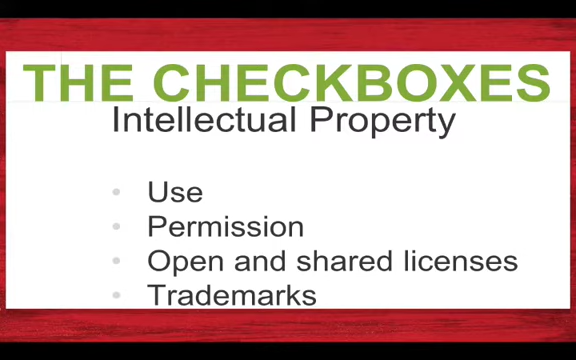 THE CHECKBOXES
Intellectual Property
• Use
• Permission
• Open and shared licenses
• Trademarks